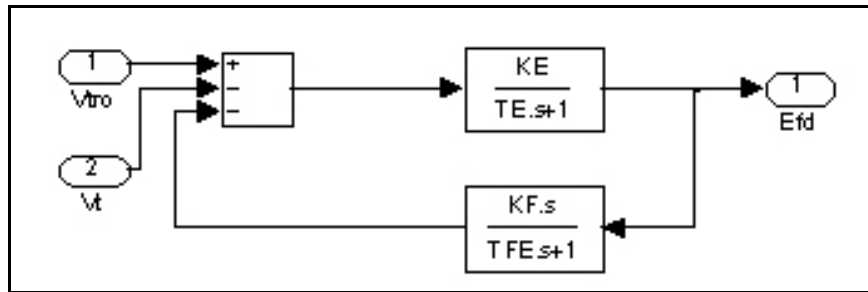 1
Vtro
2
Vt
+
−
−
KE
TE.s+1
KF.s
TFE.s+1
1
Efd